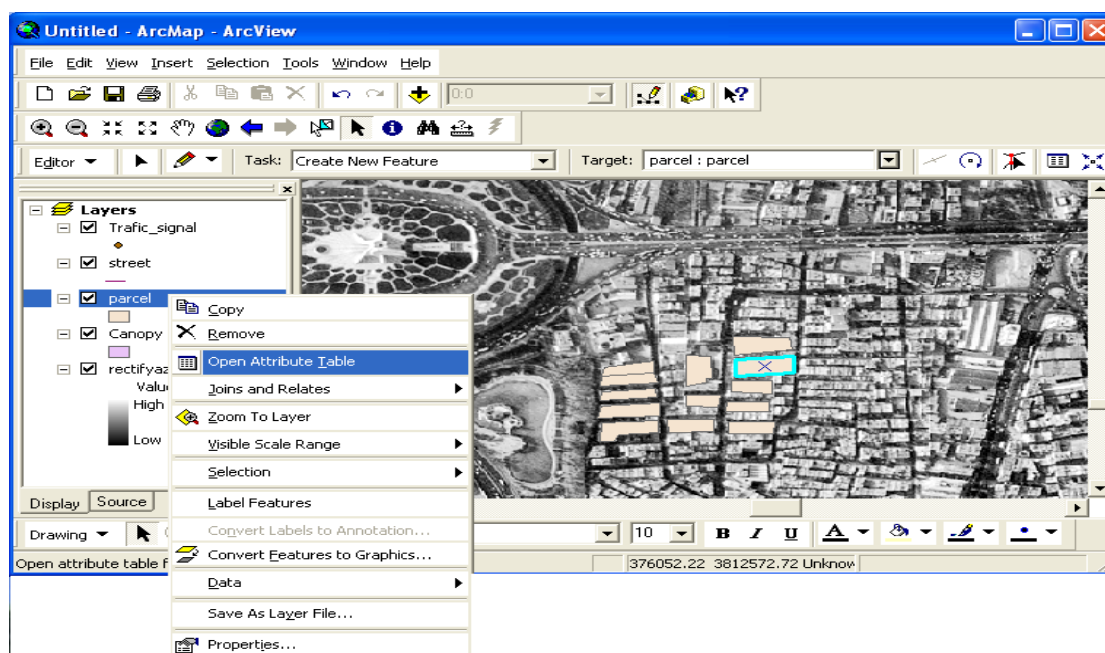 Untitled - ArcMap - ArcView
File Edit View Insert Selection Tools Window Help
0:0
Editor Task: Create New Feature Target: parcel : parcel
Layers
Trafic_signal
street
parcel
Canopy
High
Low
Display Source
Copy
Remove
Open Attribute Table
Joins and Relates
Zoom To Layer
Visible Scale Range
Selection
Label Features
Convert Labels to Annotation...
Convert Features to Graphics...
Data
Save As Layer File...
Properties...
Drawing 10 B I U A
Open attribute table 376052.22 3812572.72